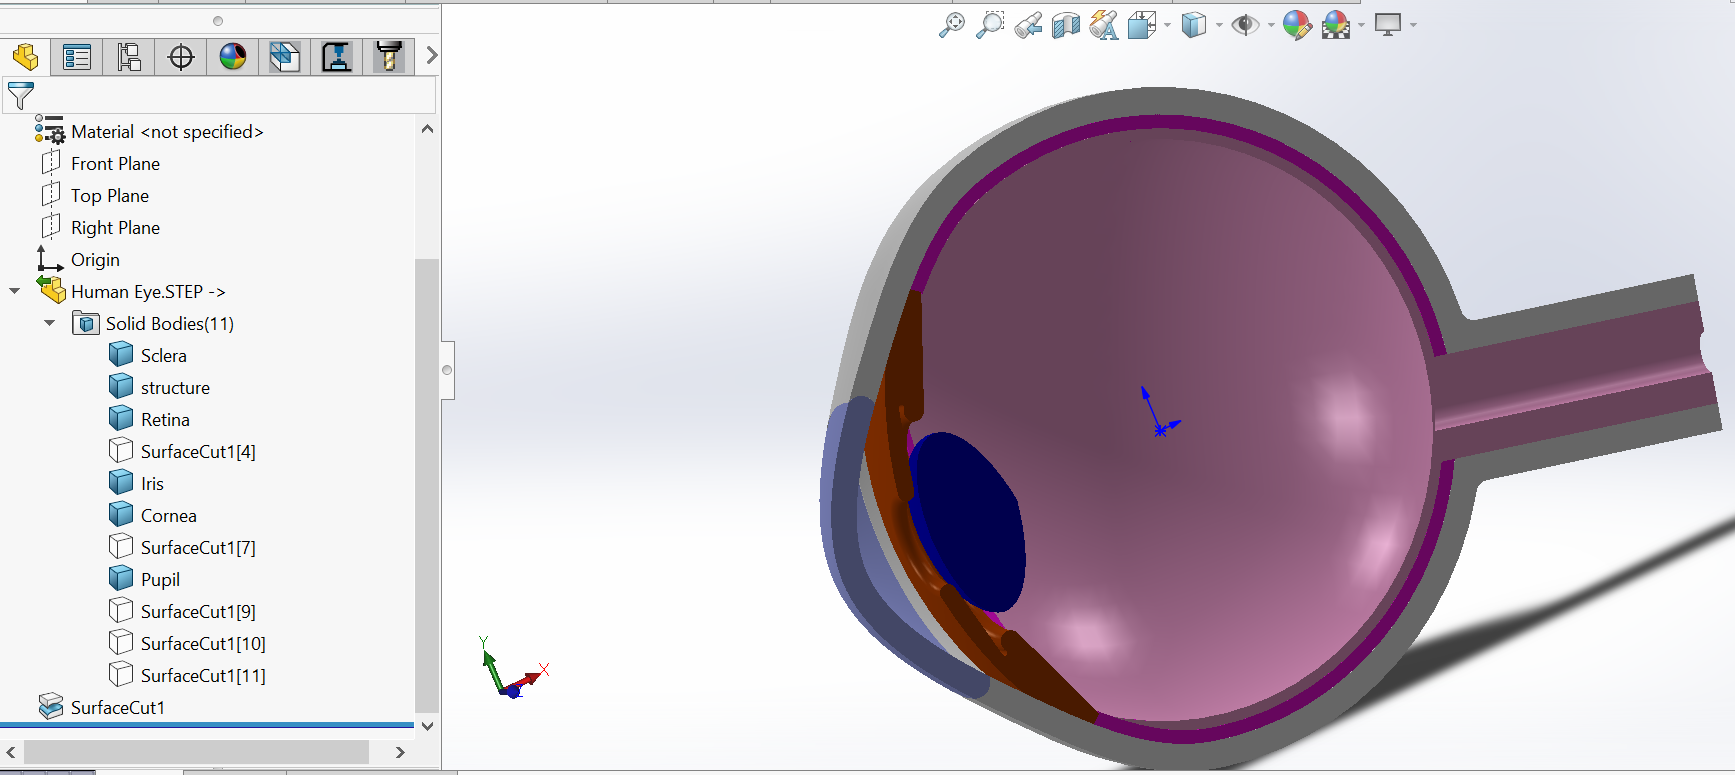 Material <not specified>
Front Plane
Top Plane
Right Plane
Origin
Human Eye.STEP ->
Solid Bodies(11)
Sclera
structure
Retina
SurfaceCut1[4]
Iris
Cornea
SurfaceCut1[7]
Pupil
SurfaceCut1[9]
SurfaceCut1[10]
SurfaceCut1[11]
SurfaceCut1
Y
X